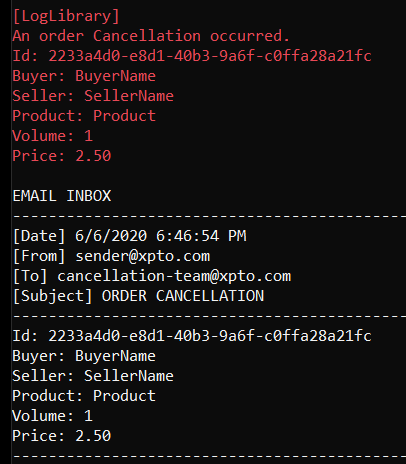 [LogLibrary]
An order Cancellation occurred.
Id: 2233a4d0-e8d1-40b3-9a6f-c0ffa28a21fc
Buyer: BuyerName
Seller: SellerName
Product: Product
Volume: 1
Price: 2.50
EMAIL INBOX
--------------------------------------------
[Date] 6/6/2020 6:46:54 PM
[From] sender@xpto.com
[To] cancellation-team@xpto.com
[Subject] ORDER CANCELLATION
--------------------------------------------
Id: 2233a4d0-e8d1-40b3-9a6f-c0ffa28a21fc
Buyer: BuyerName
Seller: SellerName
Product: Product
Volume: 1
Price: 2.50
--------------------------------------------